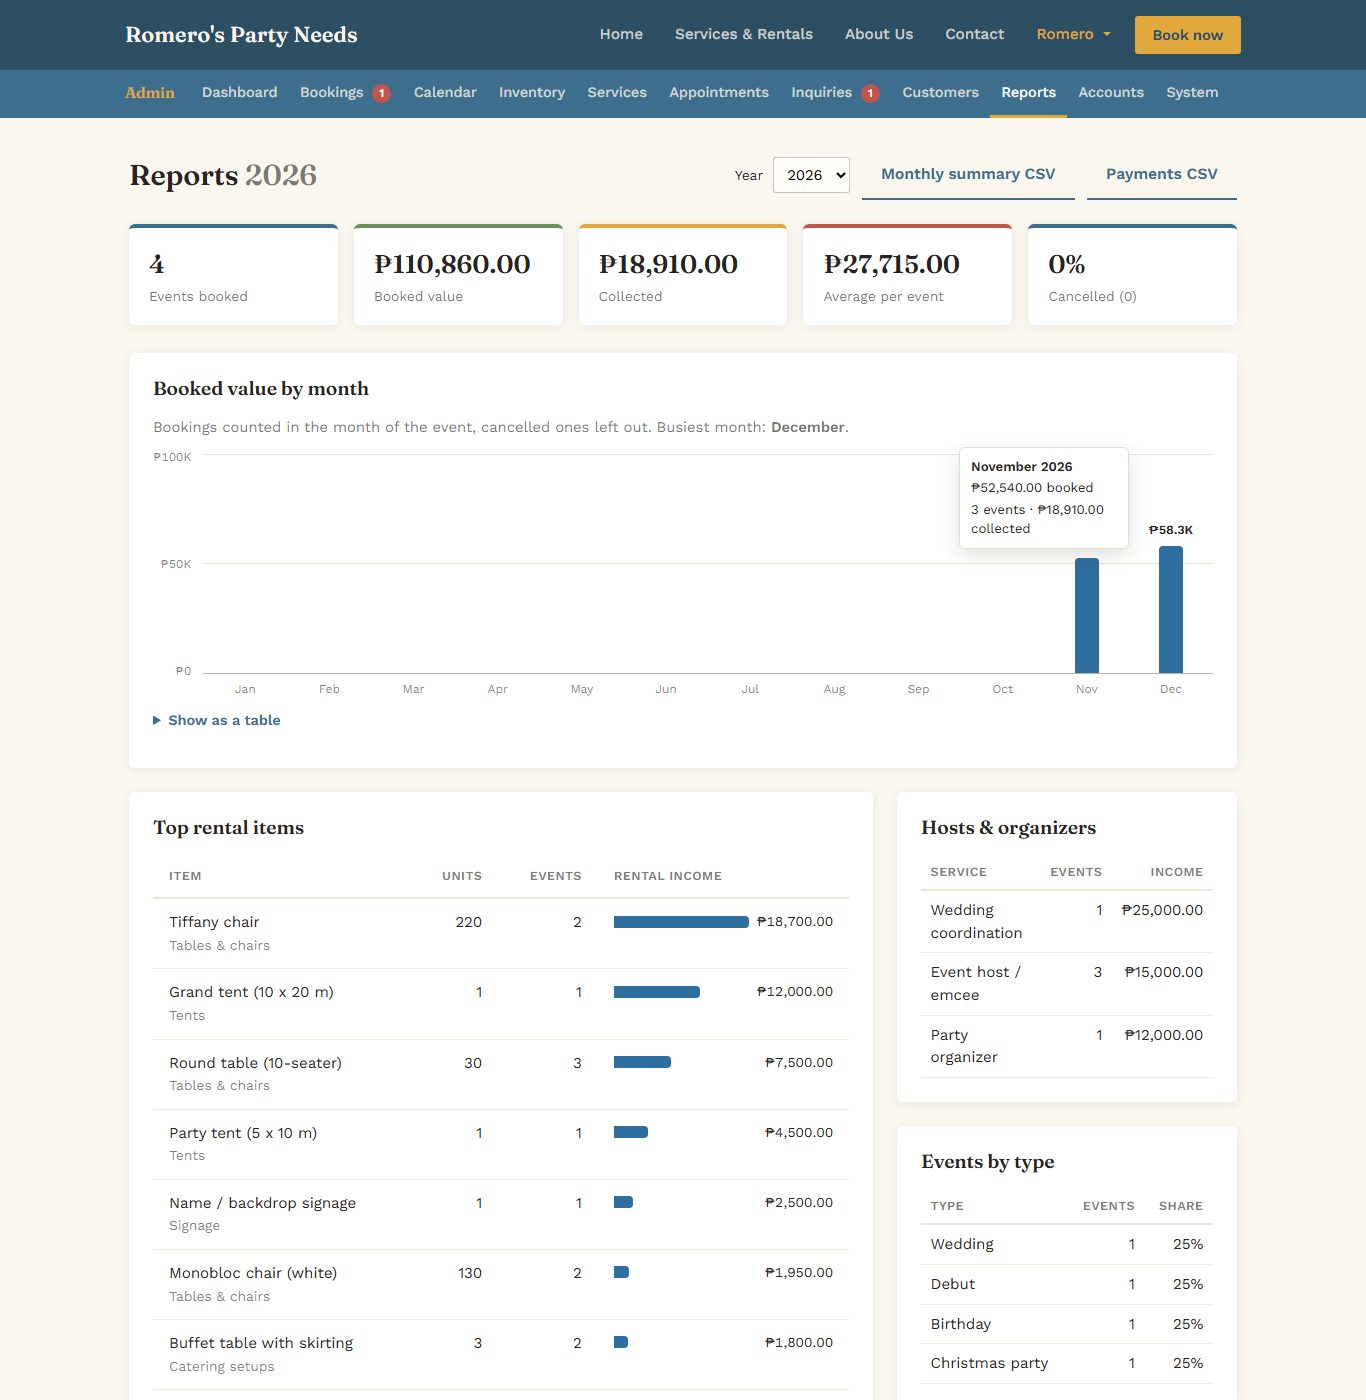 Romero's Party Needs
Home
Services & Rentals
About Us
Contact
Romero
Book now
Admin
Dashboard
Bookings 1
Calendar
Inventory
Services
Appointments
Inquiries 1
Customers
Reports
Accounts
System
Reports 2026
Year
2026
Monthly summary CSV
Payments CSV
4
Events booked
₱110,860.00
Booked value
₱18,910.00
Collected
₱27,715.00
Average per event
0%
Cancelled (0)
Booked value by month
Bookings counted in the month of the event, cancelled ones left out. Busiest month: December.
₱100K
₱50K
₱0
November 2026
₱52,540.00 booked
3 events · ₱18,910.00
collected
₱58.3K
Jan Feb Mar Apr May Jun Jul Aug Sep Oct Nov Dec
Show as a table
Top rental items
ITEM UNITS EVENTS RENTAL INCOME
Tiffany chair 220 2 ₱18,700.00
Tables & chairs
Grand tent (10 x 20 m) 1 1 ₱12,000.00
Tents
Round table (10-seater) 30 3 ₱7,500.00
Tables & chairs
Party tent (5 x 10 m) 1 1 ₱4,500.00
Tents
Name / backdrop signage 1 1 ₱2,500.00
Signage
Monobloc chair (white) 130 2 ₱1,950.00
Tables & chairs
Buffet table with skirting 3 2 ₱1,800.00
Catering setups
Hosts & organizers
SERVICE EVENTS INCOME
Wedding 1 ₱25,000.00
coordination
Event host / 3 ₱15,000.00
emcee
Party 1 ₱12,000.00
organizer
Events by type
TYPE EVENTS SHARE
Wedding 1 25%
Debut 1 25%
Birthday 1 25%
Christmas party 1 25%